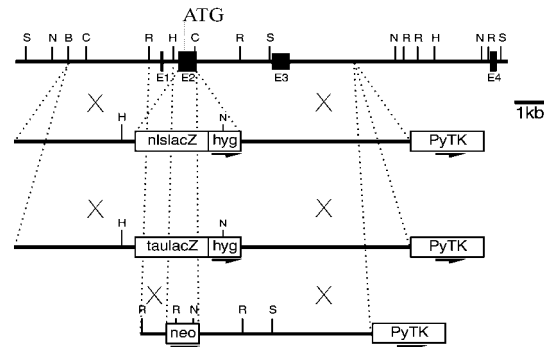 ATG
S N B C R H C R S N R R H N R S
E1 E2 E3 E4
1kb
H N
nlslacZ hyg PyTK
H N
taulacZ hyg PyTK
R R N R S
neo PyTK